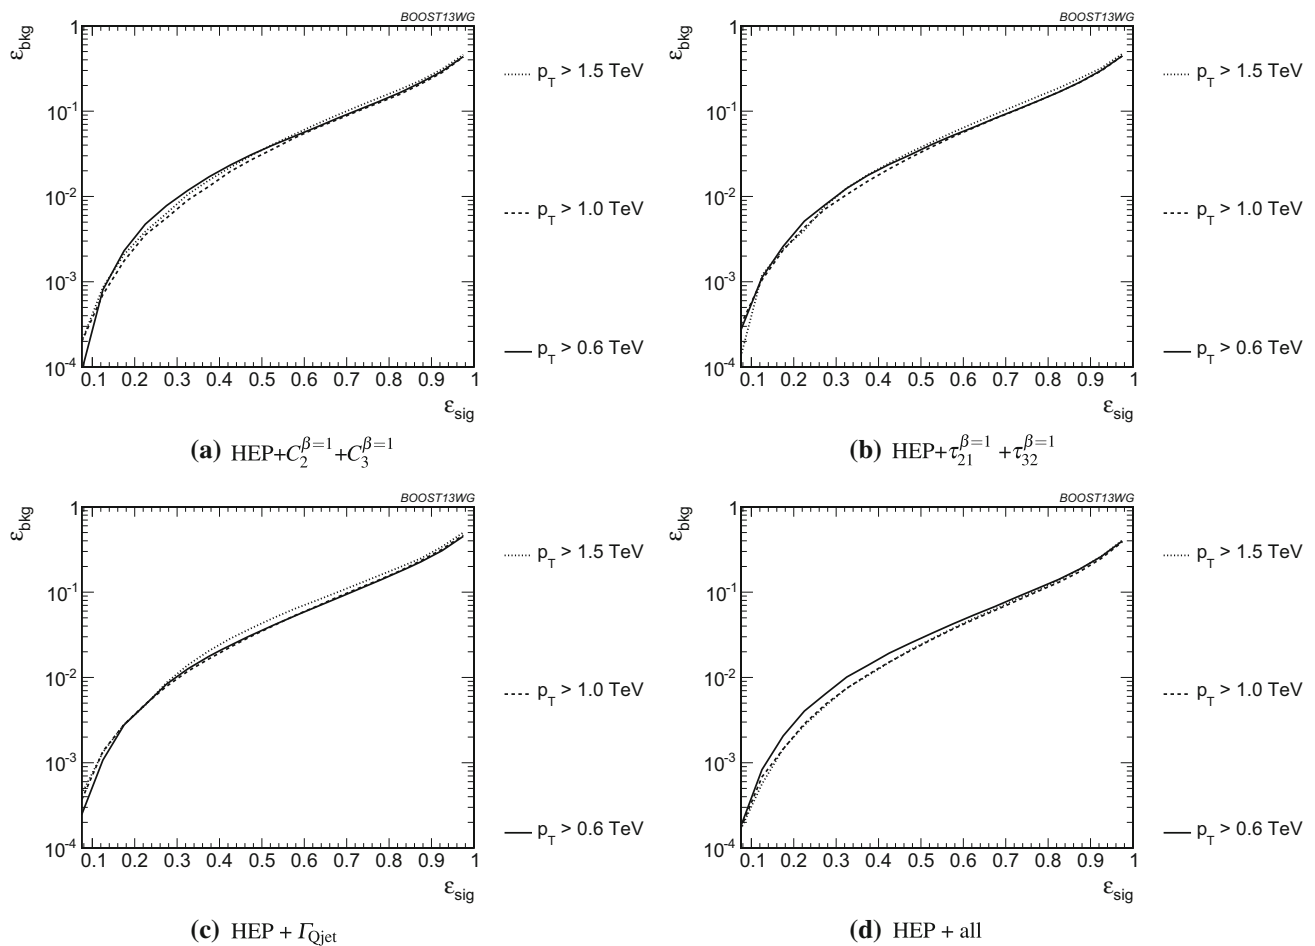 BOOST13WG
ε_bkg
1
10^-1
10^-2
10^-3
10^-4
0.1 0.2 0.3 0.4 0.5 0.6 0.7 0.8 0.9 1
ε_sig
p_T > 1.5 TeV
p_T > 1.0 TeV
p_T > 0.6 TeV
(a) HEP+C_2^{β=1}+C_3^{β=1}
BOOST13WG
ε_bkg
1
10^-1
10^-2
10^-3
10^-4
0.1 0.2 0.3 0.4 0.5 0.6 0.7 0.8 0.9 1
ε_sig
p_T > 1.5 TeV
p_T > 1.0 TeV
p_T > 0.6 TeV
(b) HEP+τ_{21}^{β=1} +τ_{32}^{β=1}
BOOST13WG
ε_bkg
1
10^-1
10^-2
10^-3
10^-4
0.1 0.2 0.3 0.4 0.5 0.6 0.7 0.8 0.9 1
ε_sig
p_T > 1.5 TeV
p_T > 1.0 TeV
p_T > 0.6 TeV
(c) HEP + Γ_Qjet
BOOST13WG
ε_bkg
1
10^-1
10^-2
10^-3
10^-4
0.1 0.2 0.3 0.4 0.5 0.6 0.7 0.8 0.9 1
ε_sig
p_T > 1.5 TeV
p_T > 1.0 TeV
p_T > 0.6 TeV
(d) HEP + all